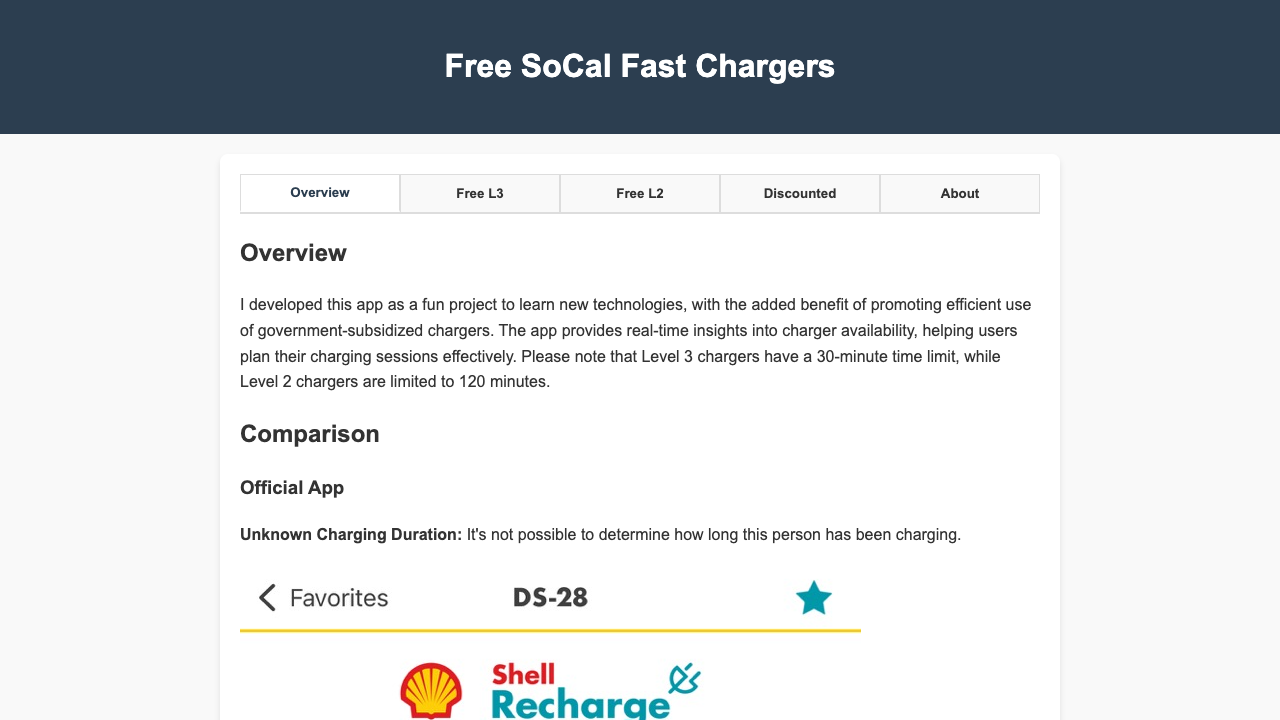 Free SoCal Fast Chargers
Overview
Free L3
Free L2
Discounted
About
Overview
I developed this app as a fun project to learn new technologies, with the added benefit of promoting efficient use
of government-subsidized chargers. The app provides real-time insights into charger availability, helping users
plan their charging sessions effectively. Please note that Level 3 chargers have a 30-minute time limit, while
Level 2 chargers are limited to 120 minutes.
Comparison
Official App
Unknown Charging Duration: It's not possible to determine how long this person has been charging.
Favorites
DS-28
Shell
Recharge